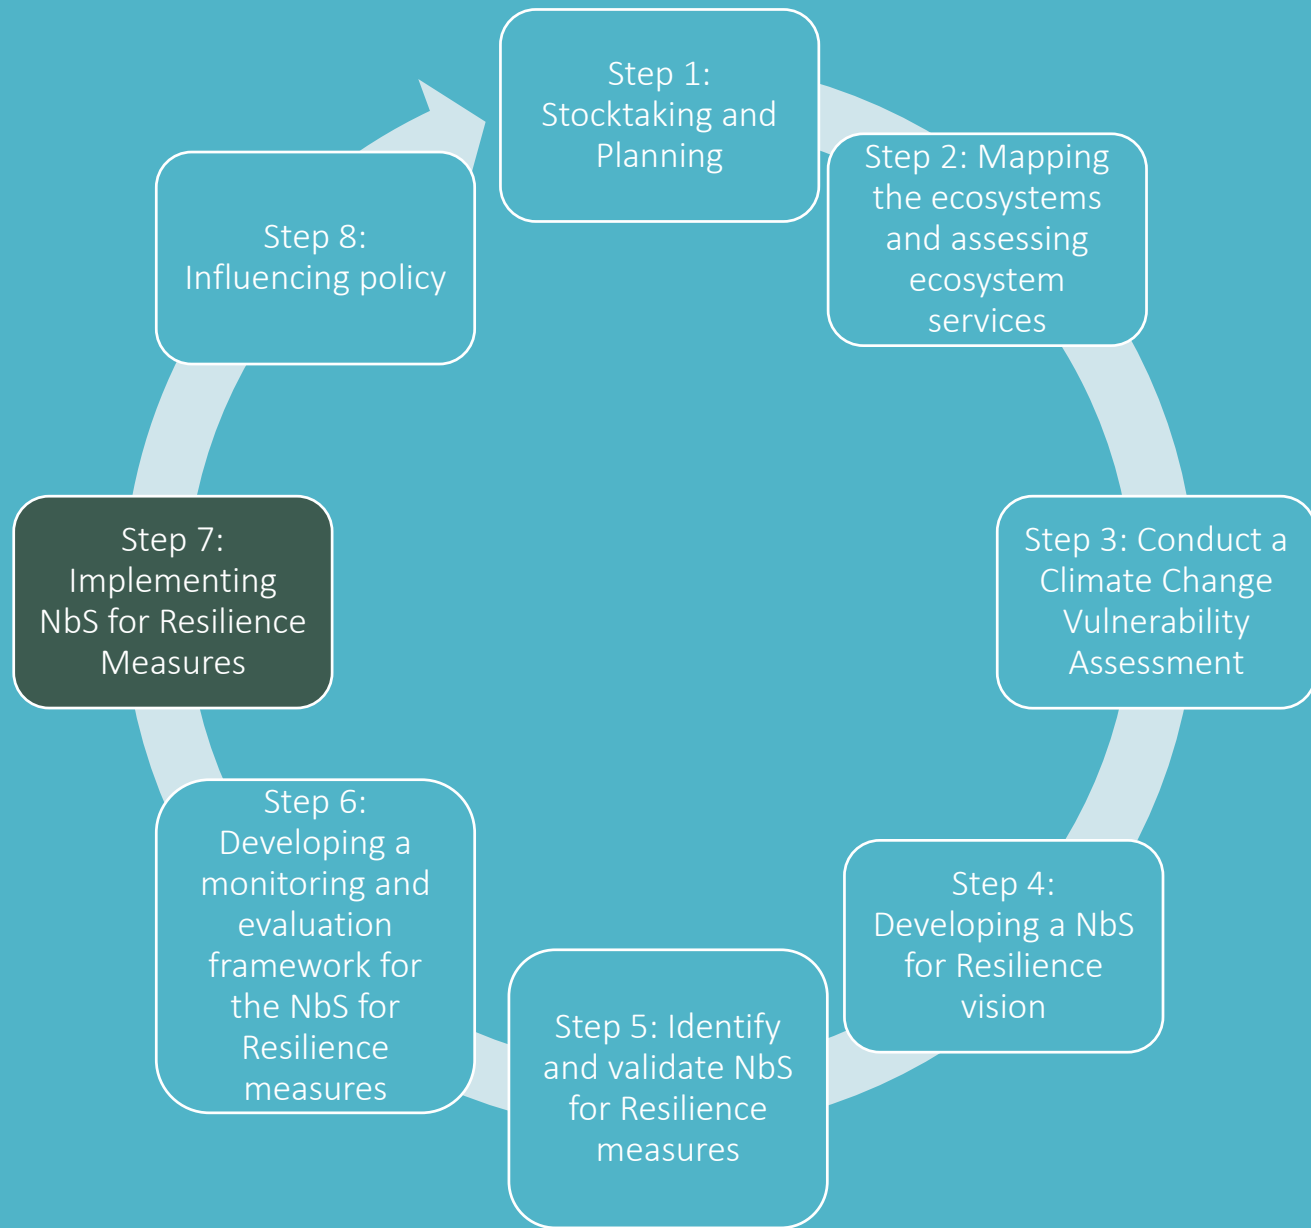 Step 1:
Stocktaking and
Planning
Step 2: Mapping
the ecosystems
and assessing
ecosystem
services
Step 3: Conduct a
Climate Change
Vulnerability
Assessment
Step 4:
Developing a NbS
for Resilience
vision
Step 5: Identify
and validate NbS
for Resilience
measures
Step 6:
Developing a
monitoring and
evaluation
framework for
the NbS for
Resilience
measures
Step 7:
Implementing
NbS for Resilience
Measures
Step 8:
Influencing policy